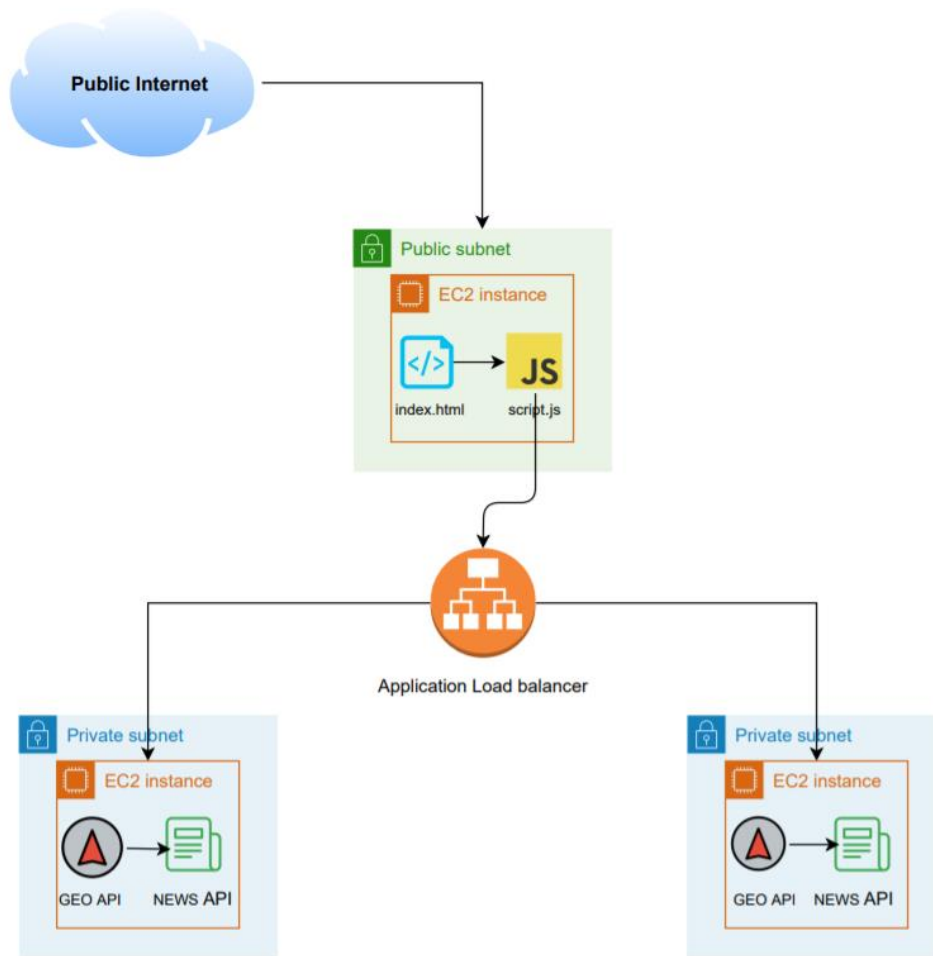 Public Internet
Public subnet
EC2 instance
</>
JS
index.html
script.js
Application Load balancer
Private subnet
EC2 instance
GEO API
NEWS API
Private subnet
EC2 instance
GEO API
NEWS API